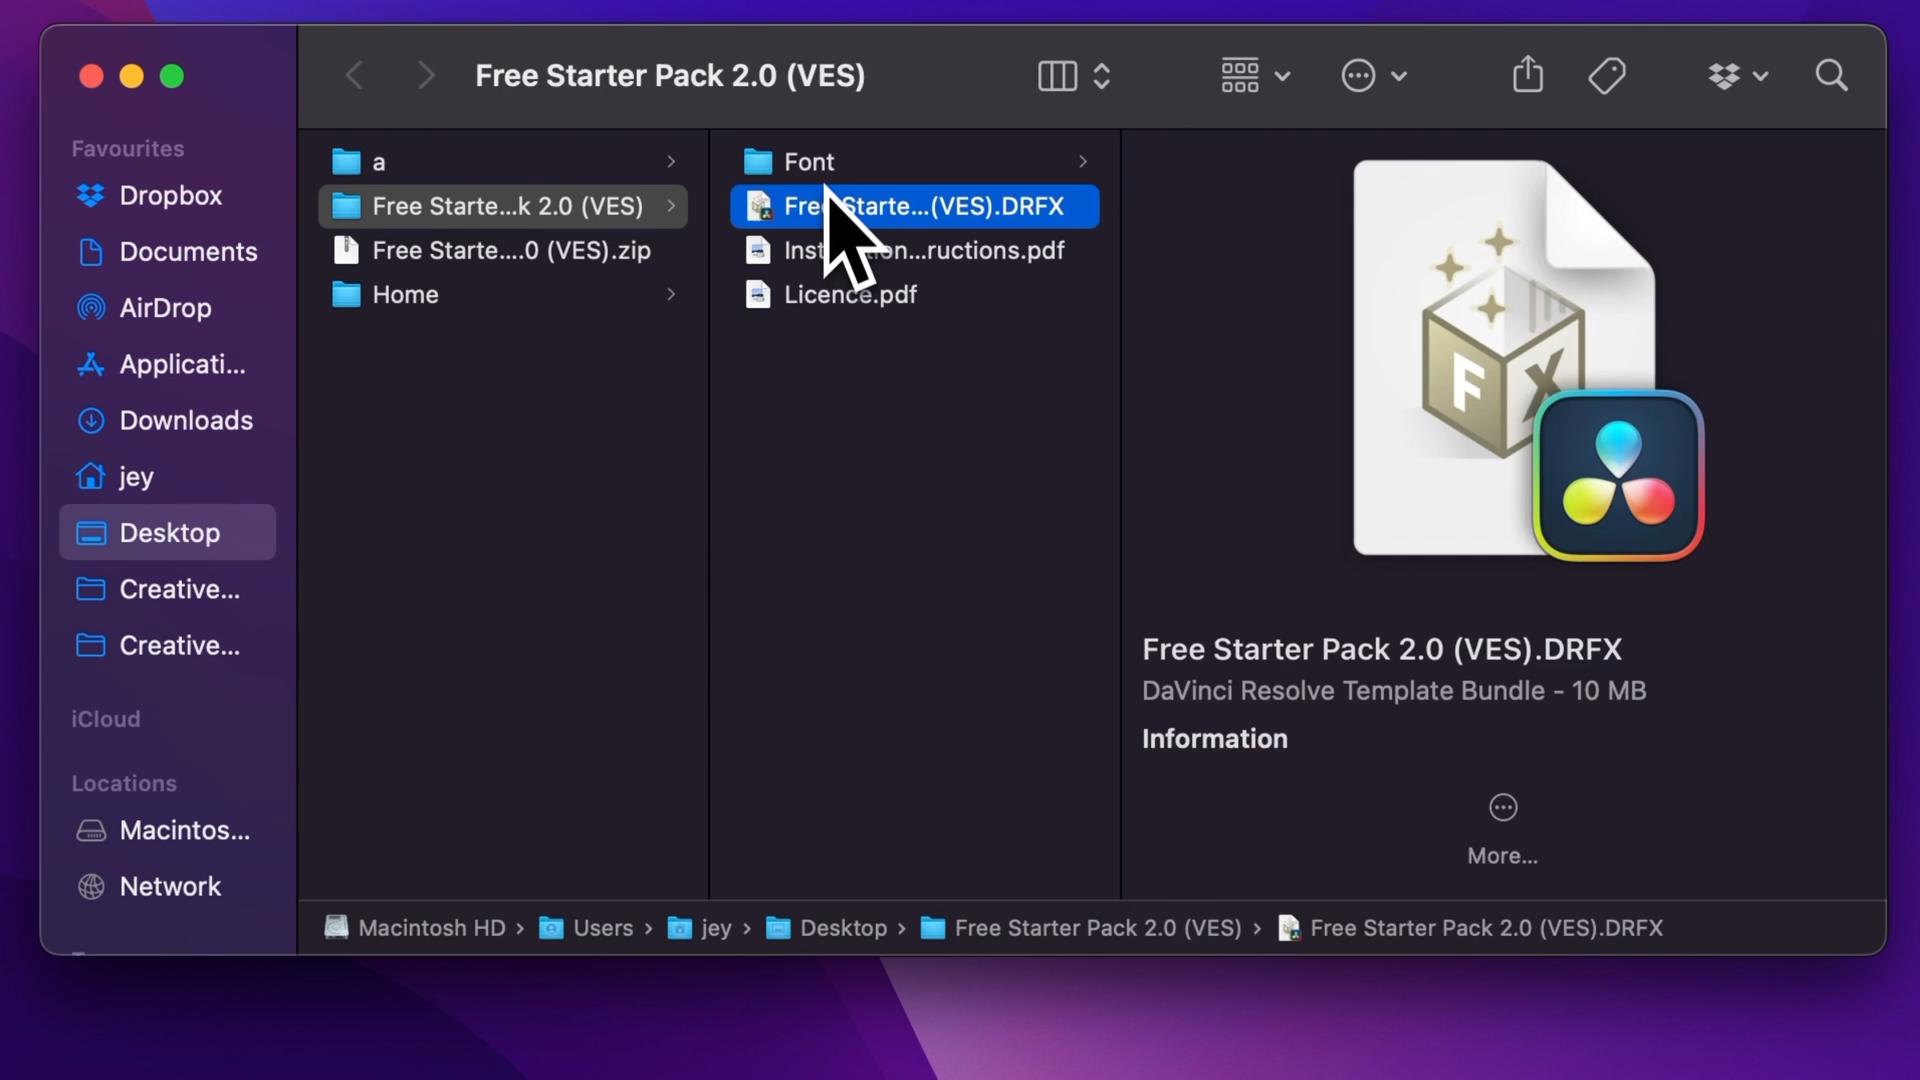 Free Starter Pack 2.0 (VES)
Favourites
Dropbox
Documents
AirDrop
Applicati...
Downloads
jey
Desktop
Creative...
Creative...
iCloud
Locations
Macintos...
Network
a
Free Starte...k 2.0 (VES)
Free Starte....0 (VES).zip
Home
Font
Free Starte...(VES).DRFX
Licence.pdf
F X
Free Starter Pack 2.0 (VES).DRFX
DaVinci Resolve Template Bundle - 10 MB
Information
More...
Macintosh HD › Users › jey › Desktop › Free Starter Pack 2.0 (VES) › Free Starter Pack 2.0 (VES).DRFX